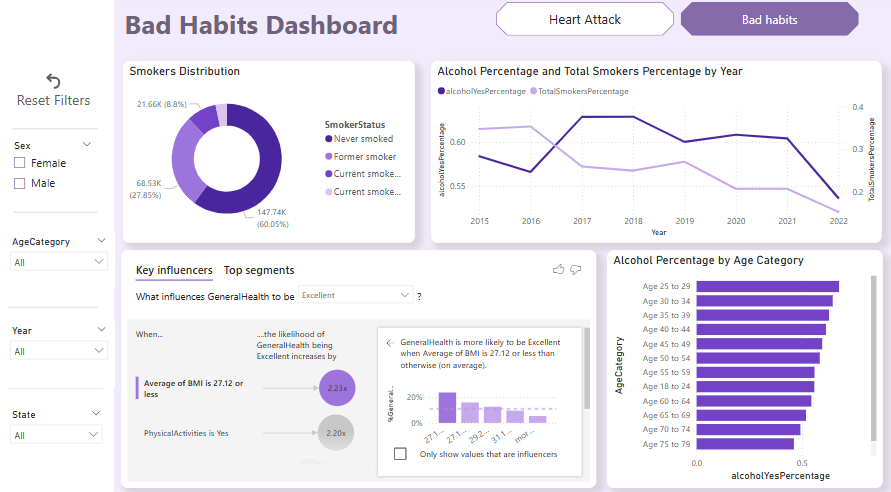 Bad Habits Dashboard
Heart Attack
Bad habits
Reset Filters
Sex
Female
Male
AgeCategory
All
Year
All
State
All
Smokers Distribution
21.66K (8.8%)
68.53K
(27.85%)
147.74K
(60.05%)
SmokerStatus
Never smoked
Former smoker
Current smoke...
Current smoke...
Alcohol Percentage and Total Smokers Percentage by Year
alcoholYesPercentage
TotalSmokersPercentage
alcoholYesPercentage
0.60
0.55
0.4
0.3
0.2
TotalSmokersPercentage
2015
2016
2017
2018
2019
2020
2021
2022
Year
Key influencers
Top segments
What influences GeneralHealth to be
Excellent
?
When...
....the likelihood of
GeneralHealth being
Excellent increases by
Average of BMI is 27.12 or
less
2.23x
PhysicalActivities is Yes
2.20x
GeneralHealth is more likely to be Excellent
when Average of BMI is 27.12 or less than
otherwise (on average).
%General...
20%
0%
27.1...
27.1...
29.2...
31.1...
mor...
Only show values that are influencers
Alcohol Percentage by Age Category
AgeCategory
Age 25 to 29
Age 30 to 34
Age 35 to 39
Age 40 to 44
Age 45 to 49
Age 50 to 54
Age 55 to 59
Age 18 to 24
Age 60 to 64
Age 65 to 69
Age 70 to 74
Age 75 to 79
0.0
0.5
alcoholYesPercentage